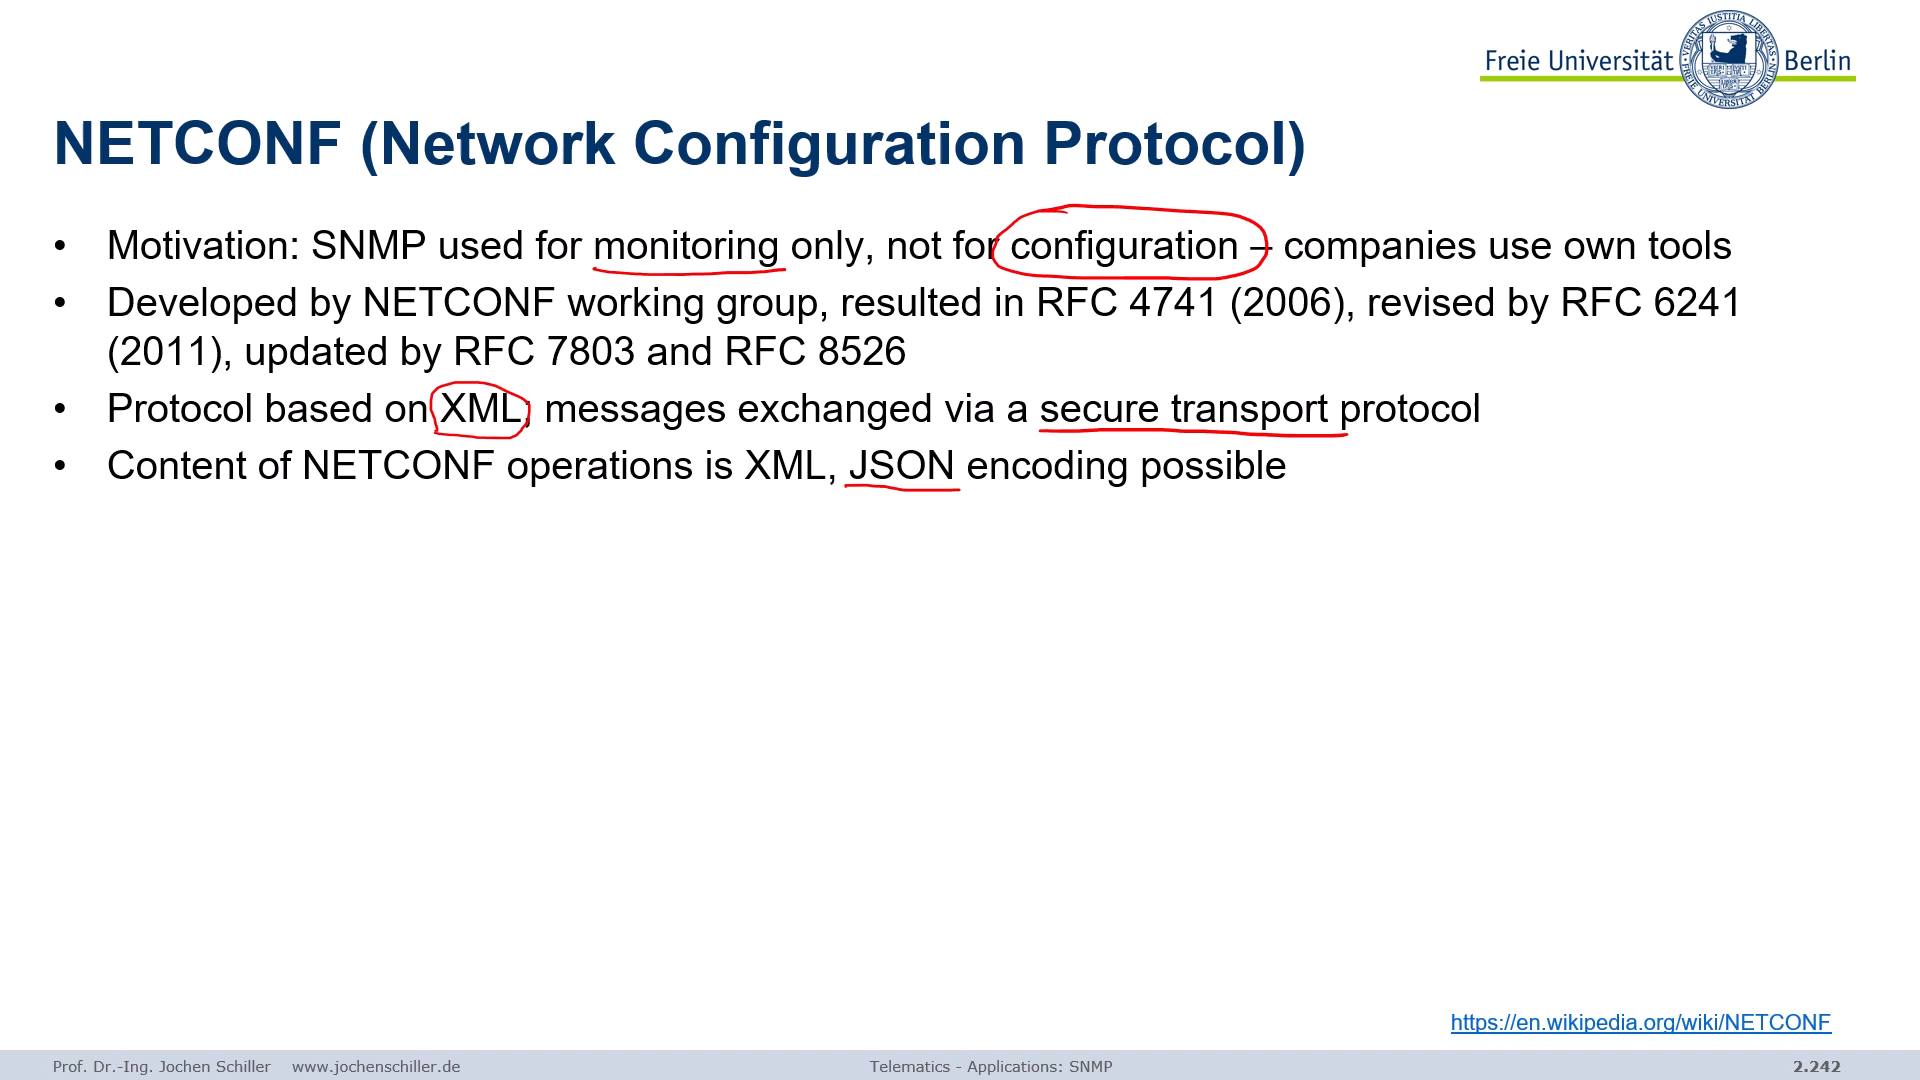 Freie Universität Berlin
NETCONF (Network Configuration Protocol)
• Motivation: SNMP used for monitoring only, not for configuration – companies use own tools
• Developed by NETCONF working group, resulted in RFC 4741 (2006), revised by RFC 6241
(2011), updated by RFC 7803 and RFC 8526
• Protocol based on XML, messages exchanged via a secure transport protocol
• Content of NETCONF operations is XML, JSON encoding possible
https://en.wikipedia.org/wiki/NETCONF
Prof. Dr.-Ing. Jochen Schiller www.jochenschiller.de Telematics - Applications: SNMP 2.242